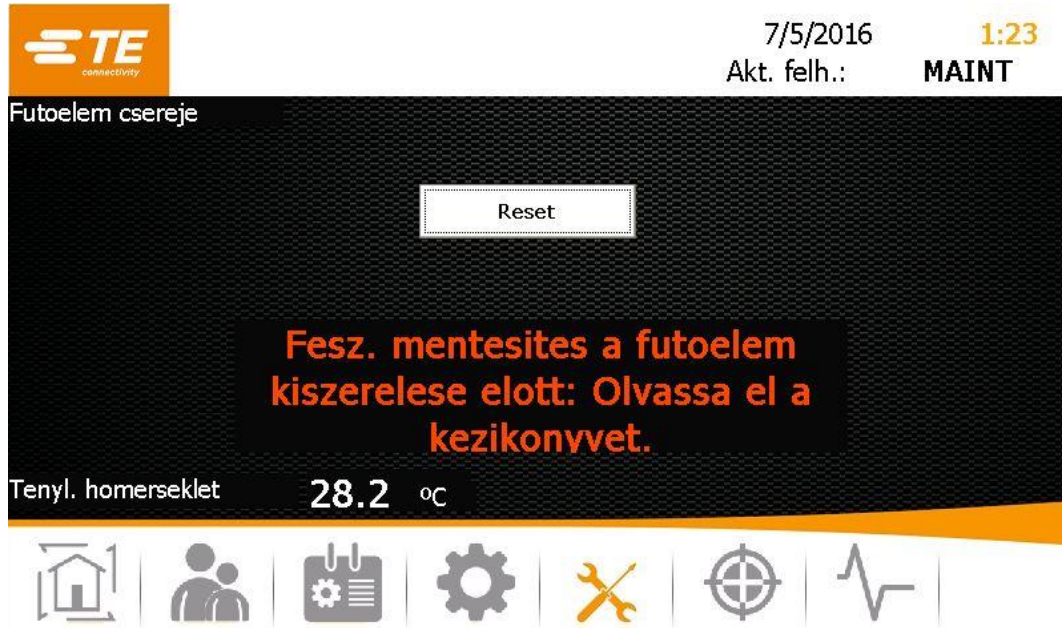 TE
connectivity
7/5/2016 1:23
Akt. felh.: MAINT
Futoelem csereje
Reset
Fesz. mentesites a futoelem
kiszerelese elott: Olvassa el a
kezikonyvet.
Tenyl. homerseklet 28.2 ºC